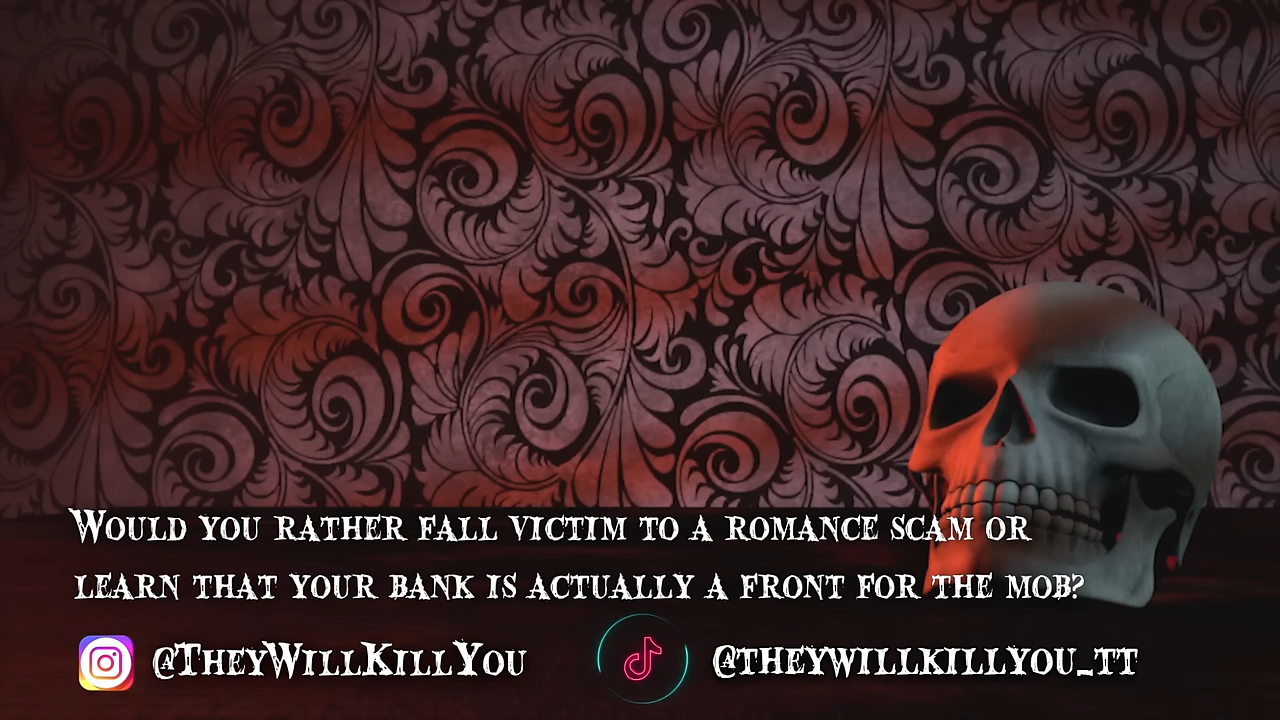 Would you rather fall victim to a romance scam or
learn that your bank is actually a front for the mob?
@TheyWillKillYou @theywillkillyou_tt